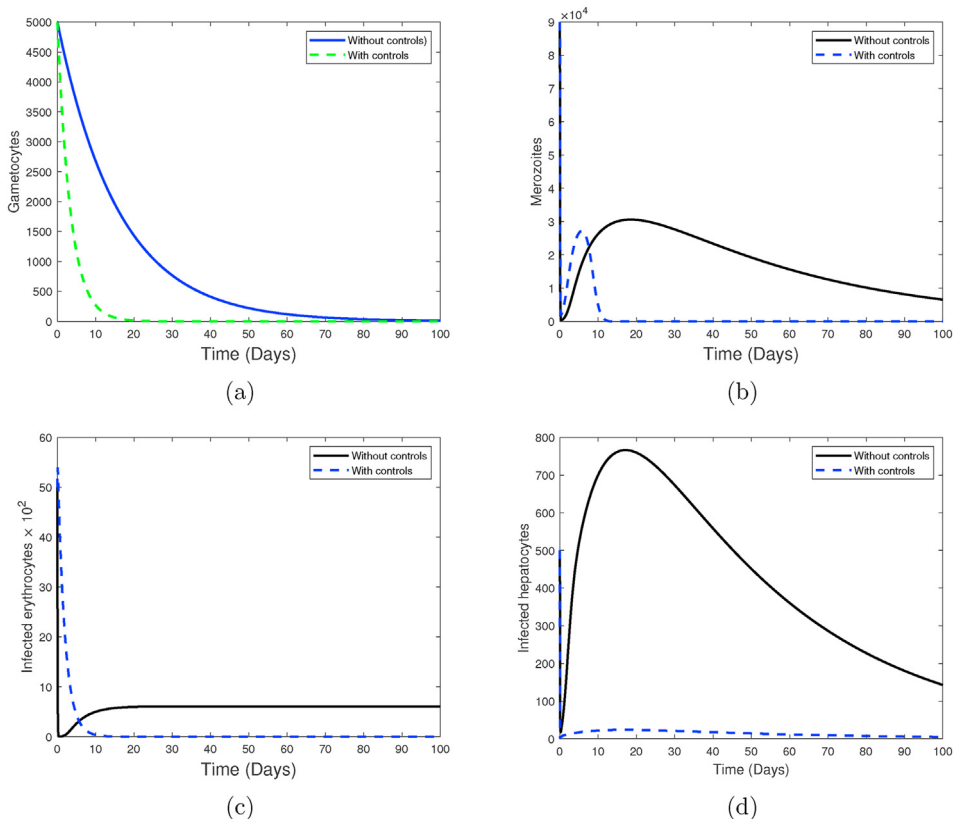 5000
4500
4000
3500
3000
2500
2000
1500
1000
500
0
Gametocytes
0 10 20 30 40 50 60 70 80 90 100
Time (Days)
Without controls)
With controls
(a)
×10⁴
9
8
7
6
5
4
3
2
1
0
Merozoites
0 10 20 30 40 50 60 70 80 90 100
Time (Days)
Without controls
With controls
(b)
60
50
40
30
20
10
0
Infected erythrocytes × 10²
0 10 20 30 40 50 60 70 80 90 100
Time (Days)
Without controls
With controls
(c)
800
700
600
500
400
300
200
100
0
Infected hepatocytes
0 10 20 30 40 50 60 70 80 90 100
Time (Days)
Without controls
With controls
(d)